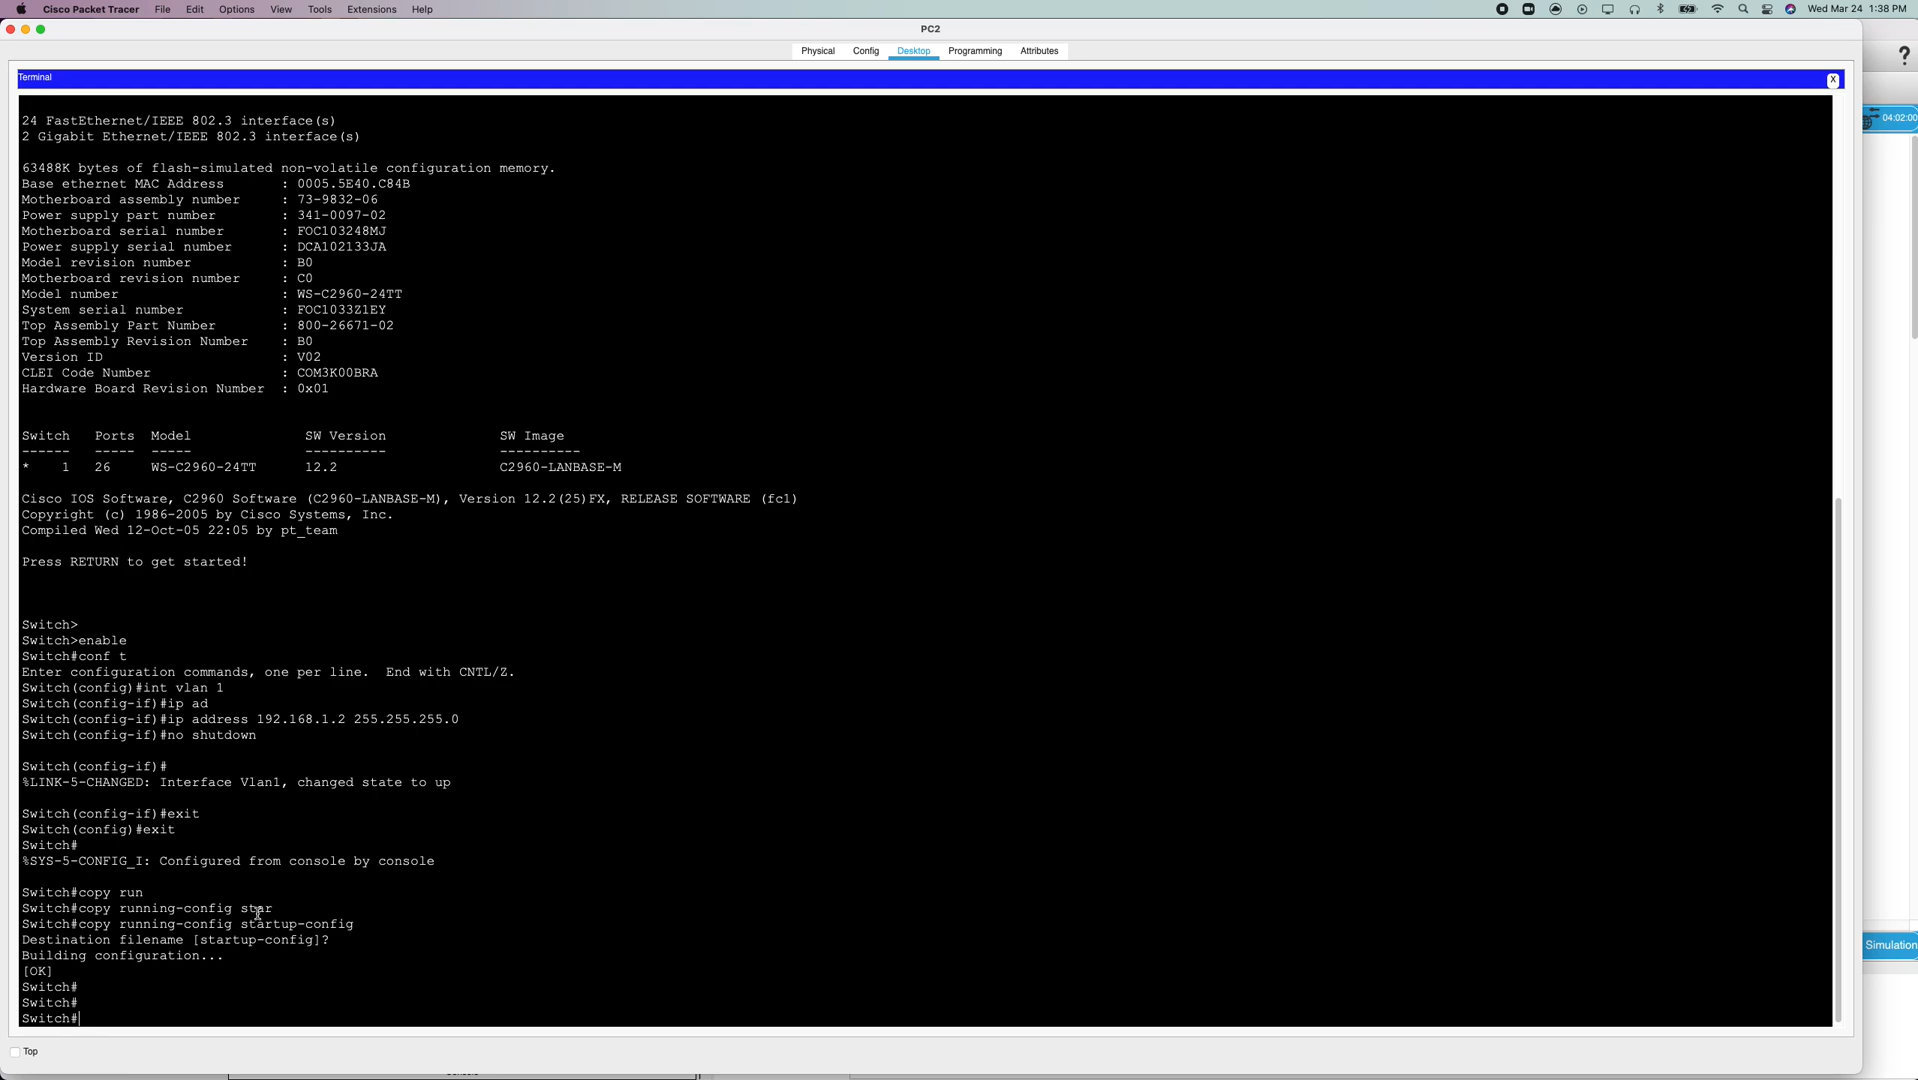 Cisco Packet Tracer File Edit Options View Tools Extensions Help Wed Mar 24 1:38 PM
PC2
Physical Config Desktop Programming Attributes
?
Terminal X
04:02:00
24 FastEthernet/IEEE 802.3 interface(s)
2 Gigabit Ethernet/IEEE 802.3 interface(s)
63488K bytes of flash-simulated non-volatile configuration memory.
Base ethernet MAC Address : 0005.5E40.C84B
Motherboard assembly number : 73-9832-06
Power supply part number : 341-0097-02
Motherboard serial number : FOC103248MJ
Power supply serial number : DCA102133JA
Model revision number : B0
Motherboard revision number : C0
Model number : WS-C2960-24TT
System serial number : FOC1033Z1EY
Top Assembly Part Number : 800-26671-02
Top Assembly Revision Number : B0
Version ID : V02
CLEI Code Number : COM3K00BRA
Hardware Board Revision Number : 0x01
Switch Ports Model SW Version SW Image
------ ----- ----- ---------- ----------
* 1 26 WS-C2960-24TT 12.2 C2960-LANBASE-M
Cisco IOS Software, C2960 Software (C2960-LANBASE-M), Version 12.2(25)FX, RELEASE SOFTWARE (fc1)
Copyright (c) 1986-2005 by Cisco Systems, Inc.
Compiled Wed 12-Oct-05 22:05 by pt_team
Press RETURN to get started!
Switch>
Switch>enable
Switch#conf t
Enter configuration commands, one per line. End with CNTL/Z.
Switch(config)#int vlan 1
Switch(config-if)#ip ad
Switch(config-if)#ip address 192.168.1.2 255.255.255.0
Switch(config-if)#no shutdown
Switch(config-if)#
%LINK-5-CHANGED: Interface Vlan1, changed state to up
Switch(config-if)#exit
Switch(config)#exit
Switch#
%SYS-5-CONFIG_I: Configured from console by console
Switch#copy run
Switch#copy running-config star
Switch#copy running-config startup-config
Destination filename [startup-config]?
Building configuration...
[OK]
Switch#
Switch#
Switch#
Simulation
Top